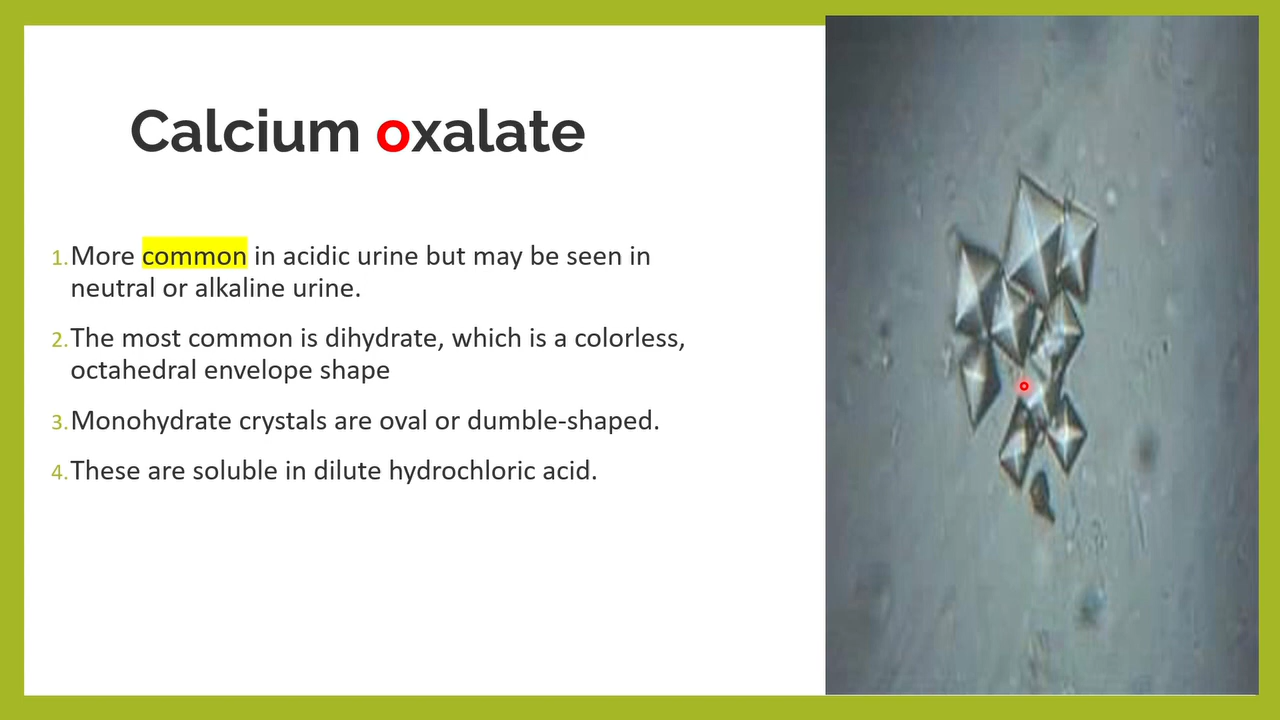 Calcium oxalate
1. More common in acidic urine but may be seen in
neutral or alkaline urine.
2. The most common is dihydrate, which is a colorless,
octahedral envelope shape
3. Monohydrate crystals are oval or dumble-shaped.
4. These are soluble in dilute hydrochloric acid.